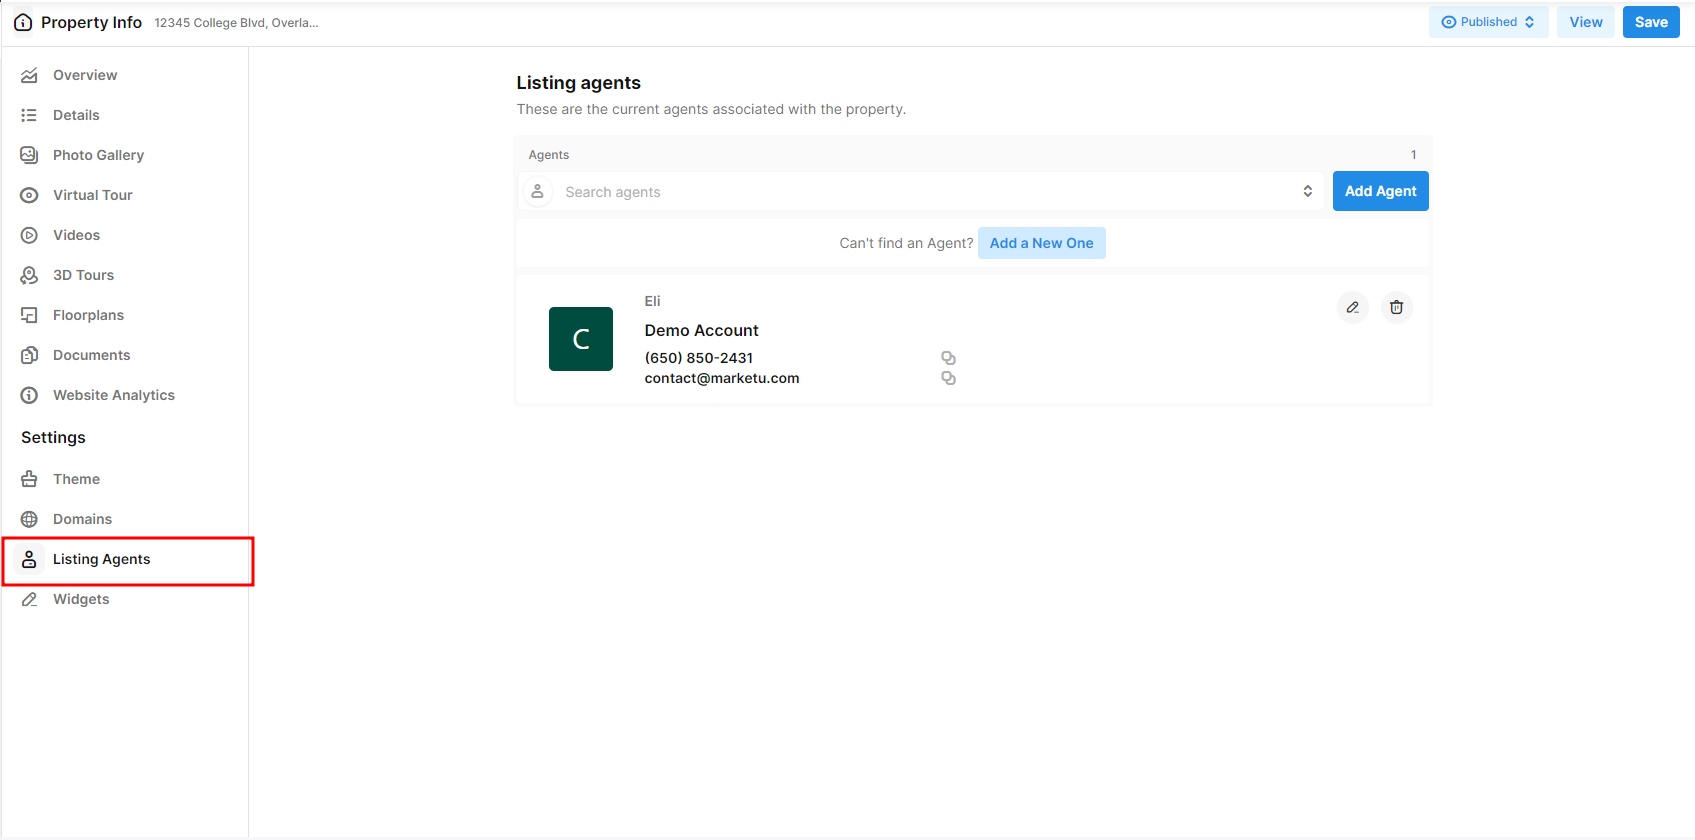 Property Info 12345 College Blvd, Overla...
Published
View
Save
Overview
Details
Photo Gallery
Virtual Tour
Videos
3D Tours
Floorplans
Documents
Website Analytics
Settings
Theme
Domains
Listing Agents
Widgets
Listing agents
These are the current agents associated with the property.
Agents 1
Search agents
Add Agent
Can't find an Agent? Add a New One
C
Eli
Demo Account
(650) 850-2431
contact@marketu.com